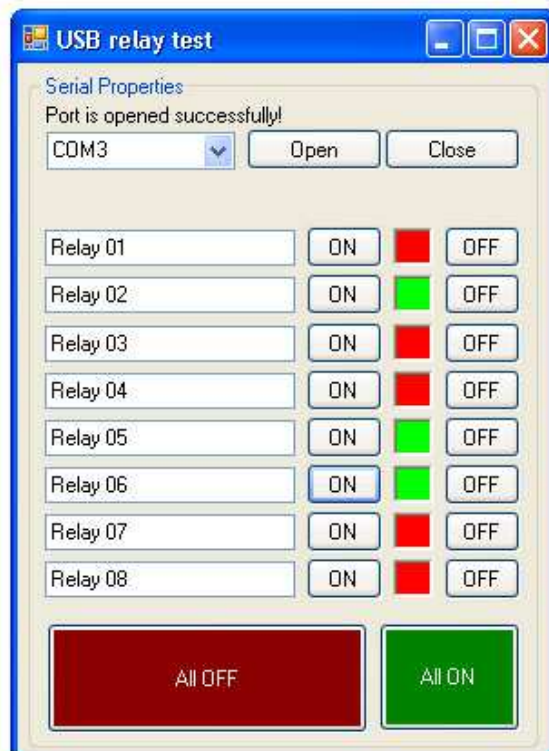 USB relay test
Serial Properties
Port is opened successfully!
COM3 Open Close
Relay 01 ON OFF
Relay 02 ON OFF
Relay 03 ON OFF
Relay 04 ON OFF
Relay 05 ON OFF
Relay 06 ON OFF
Relay 07 ON OFF
Relay 08 ON OFF
All OFF All ON